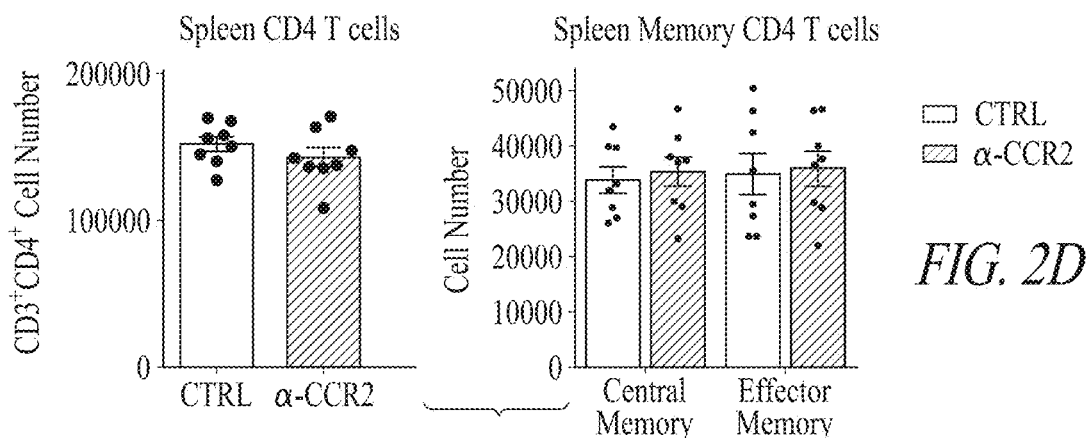 Spleen CD4 T cells
CD3⁺CD4⁺ Cell Number
200000
100000
0
CTRL
α-CCR2
Spleen Memory CD4 T cells
Cell Number
50000
40000
30000
20000
10000
0
Central
Memory
Effector
Memory
CTRL
α-CCR2
FIG. 2D